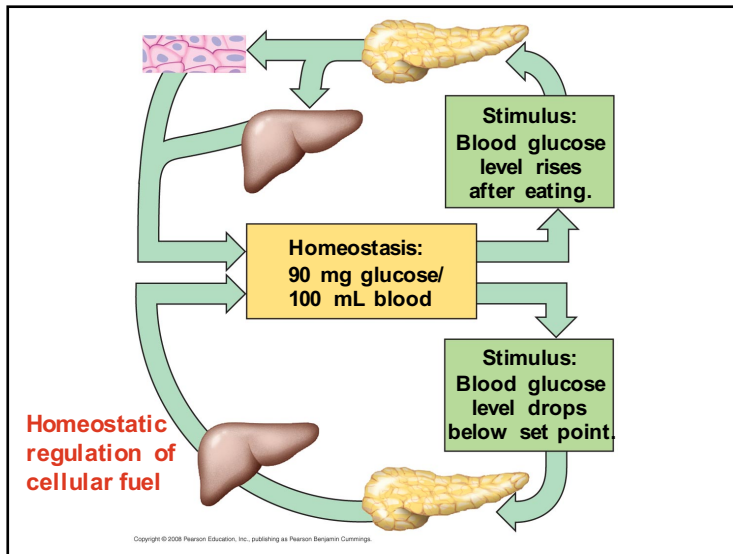 Stimulus:
Blood glucose
level rises
after eating.
Homeostasis:
90 mg glucose/
100 mL blood
Stimulus:
Blood glucose
level drops
below set point.
Homeostatic
regulation of
cellular fuel
Copyright © 2008 Pearson Education, Inc., publishing as Pearson Benjamin Cummings.